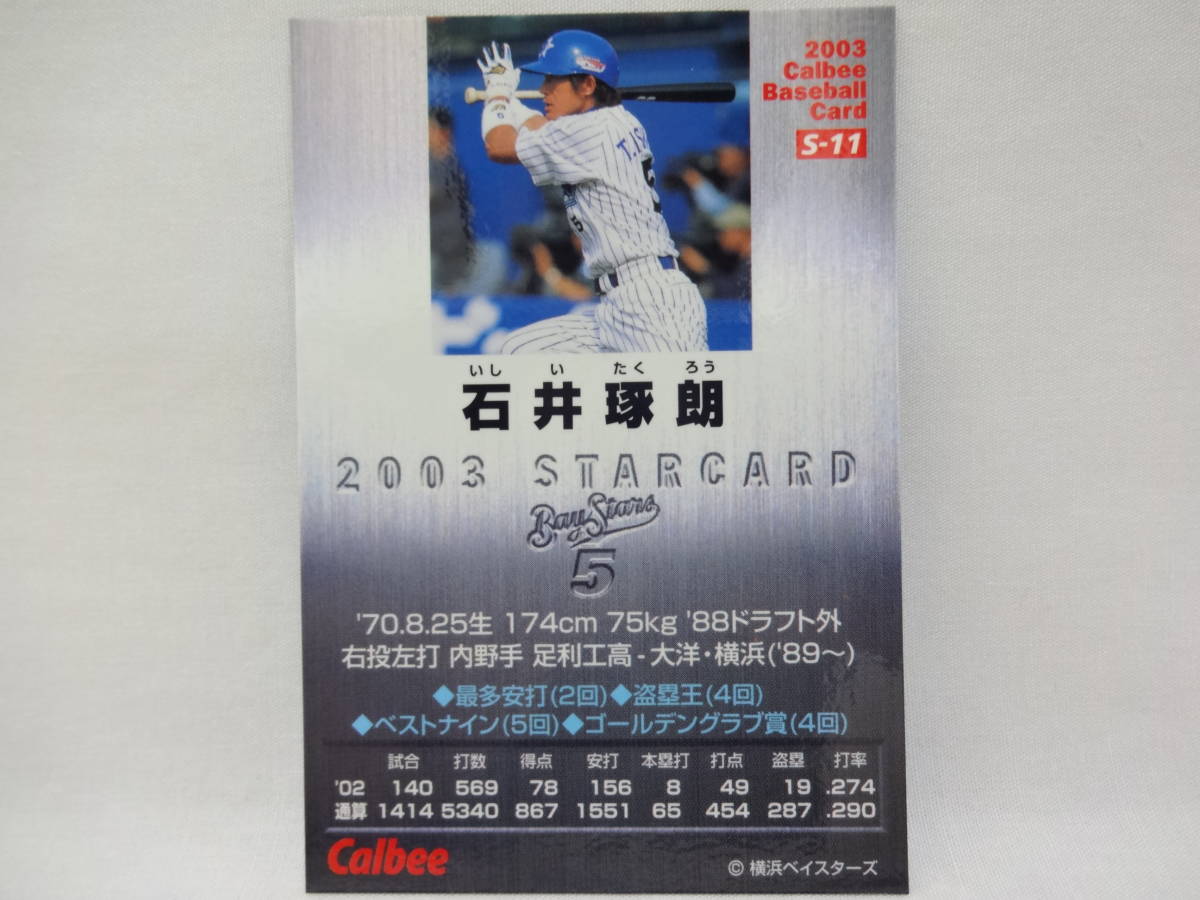 2003
Calbee
Baseball
Card
S-11
T.IS
5
5
いし い たく ろう
石井琢朗
2003 STARCARD
BayStars
5
'70.8.25生 174cm 75kg '88ドラフト外
右投左打 内野手 足利工高-大洋・横浜('89〜)
◆最多安打(2回)◆盗塁王(4回)
◆ベストナイン(5回)◆ゴールデングラブ賞(4回)
試合 打数 得点 安打 本塁打 打点 盗塁 打率
'02 140 569 78 156 8 49 19 .274
通算 1414 5340 867 1551 65 454 287 .290
Calbee
© 横浜ベイスターズ